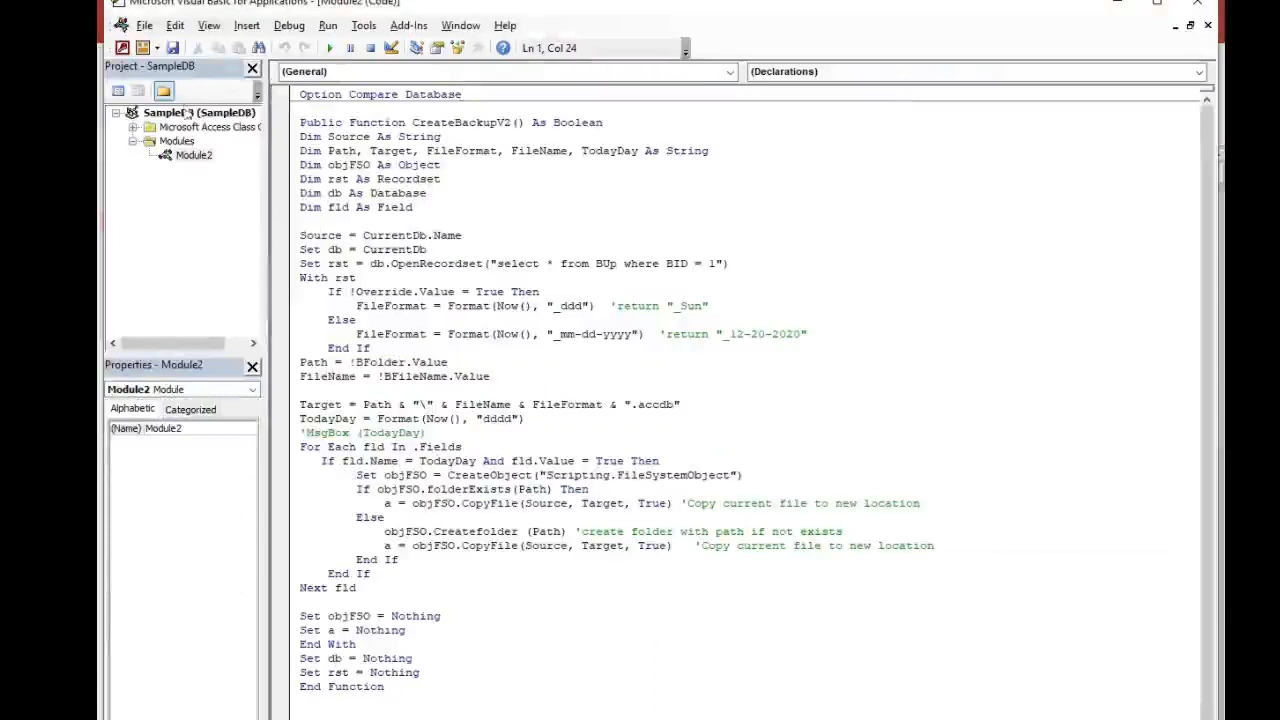 Microsoft Visual Basic for Applications - [Module2 (Code)]
File Edit View Insert Debug Run Tools Add-Ins Window Help
Ln 1, Col 24
Project - SampleDB
(General)
(Declarations)
SampleDB (SampleDB)
Microsoft Access Class O
Modules
Module2
Properties - Module2
Module2 Module
Alphabetic Categorized
(Name) Module2
Option Compare Database
Public Function CreateBackupV2() As Boolean
Dim Source As String
Dim Path, Target, FileFormat, FileName, TodayDay As String
Dim objFSO As Object
Dim rst As Recordset
Dim db As Database
Dim fld As Field
Source = CurrentDb.Name
Set db = CurrentDb
Set rst = db.OpenRecordset("select * from BUp where BID = 1")
With rst
If !Override.Value = True Then
FileFormat = Format(Now(), "_ddd") 'return "_Sun"
Else
FileFormat = Format(Now(), "_mm-dd-yyyy") 'return "_12-20-2020"
End If
Path = !BFolder.Value
FileName = !BFileName.Value
Target = Path & "\" & FileName & FileFormat & ".accdb"
TodayDay = Format(Now(), "dddd")
'MsgBox (TodayDay)
For Each fld In .Fields
If fld.Name = TodayDay And fld.Value = True Then
Set objFSO = CreateObject("Scripting.FileSystemObject")
If objFSO.folderExists(Path) Then
a = objFSO.CopyFile(Source, Target, True) 'Copy current file to new location
Else
objFSO.Createfolder (Path) 'create folder with path if not exists
a = objFSO.CopyFile(Source, Target, True) 'Copy current file to new location
End If
End If
Next fld
Set objFSO = Nothing
Set a = Nothing
End With
Set db = Nothing
Set rst = Nothing
End Function